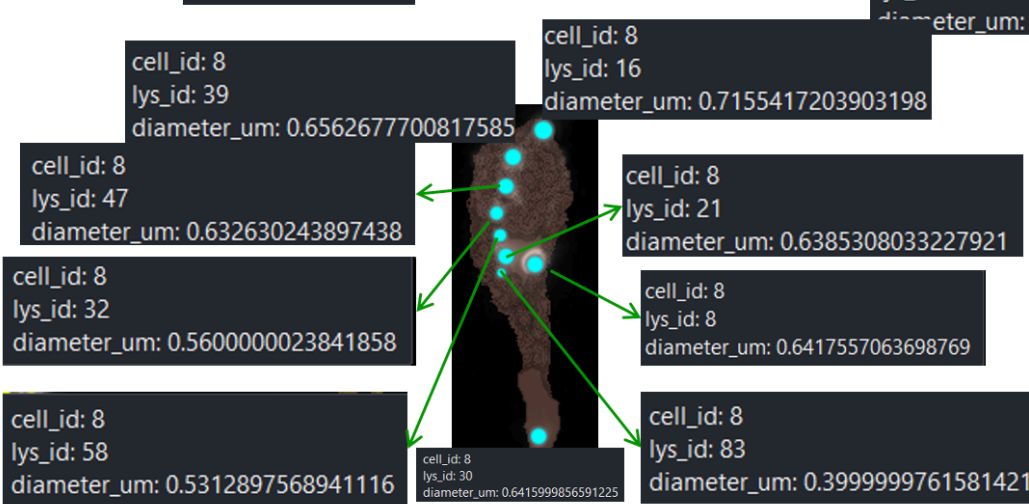 diameter_um:
cell_id: 8
lys_id: 16
diameter_um: 0.7155417203903198
cell_id: 8
lys_id: 39
diameter_um: 0.6562677700817585
cell_id: 8
lys_id: 47
diameter_um: 0.632630243897438
cell_id: 8
lys_id: 21
diameter_um: 0.6385308033227921
cell_id: 8
lys_id: 32
diameter_um: 0.5600000023841858
cell_id: 8
lys_id: 8
diameter_um: 0.6417557063698769
cell_id: 8
lys_id: 58
diameter_um: 0.5312897568941116
cell_id: 8
lys_id: 30
diameter_um: 0.6415999856591225
cell_id: 8
lys_id: 83
diameter_um: 0.3999999761581421